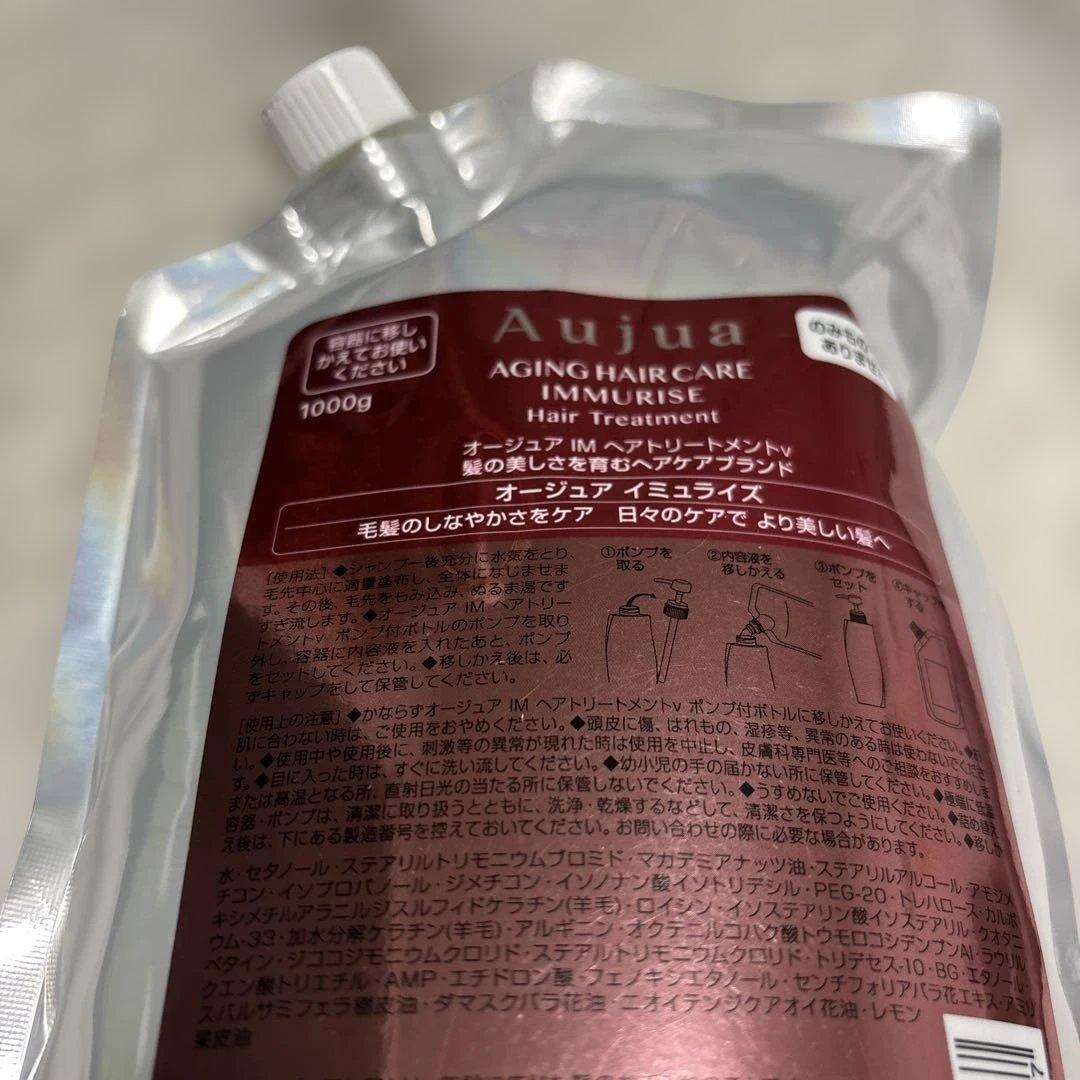 容器に移し
かえてお使い
ください
1000g
Aujua
AGING HAIR CARE
IMMURISE
Hair Treatment
のみもの
ありませ
オージュア IM ヘアトリートメントv
髪の美しさを育むヘアケアブランド
オージュア イミュライズ
毛髪のしなやかさをケア 日々のケアで より美しい髪へ
［使用法］◆シャンプー後充分に水気をとり、
毛先中心に適量塗布し、全体になじませま
す。その後、毛先をもみ込み、ぬるま湯で
すすぎ流します。◆オージュア IM ヘアトリー
トメントv ポンプ付ボトルのポンプを取り
外し、容器に内容液を入れたあと、ポンプ
をセットしてください。◆移しかえ後は、必
ずキャップをして保管してください。
①ポンプを
取る
②内容液を
移しかえる
③ポンプを
セット
④キャップ
する
［使用上の注意］◆かならずオージュア IM ヘアトリートメントv ポンプ付ボトルに移しかえてお使いください。
肌に合わない時は、ご使用をおやめください。◆頭皮に傷、はれもの、湿疹等、異常のある時は使わないでくださ
い。◆使用中や使用後に、刺激等の異常が現れた時は使用を中止し、皮膚科専門医等へのご相談をおすすめしま
す。◆目に入った時は、すぐに洗い流してください。◆幼小児の手の届かない所に保管してください。◆極端に低温
または高温となる所、直射日光の当たる所に保管しないでください。◆うすめないでご使用ください。◆詰め替え
容器・ポンプは、清潔に取り扱うとともに、洗浄・乾燥するなどして、清潔さを保つようにしてください。◆移しか
え後は、下にある製造番号を控えておいてください。お問い合わせの際に必要な場合があります。
水・セタノール・ステアリルトリモニウムブロミド・マカデミアナッツ油・ステアリルアルコール・アモジメ
チコン・イソプロパノール・ジメチコン・イソノナン酸イソトリデシル・PEG-20・トレハロース・カルボ
キシメチルアラニルジスルフィドケラチン(羊毛)・ロイシン・イソステアリン酸イソステアリル・クオタニ
ウム-33・加水分解ケラチン(羊毛)・アルギニン・オクテニルコハク酸トウモロコシデンプンAl・ラウリル
ベタイン・ジココジモニウムクロリド・ステアルトリモニウムクロリド・トリデセス-10・BG・エタノール・
クエン酸トリエチル・AMP・エチドロン酸・フェノキシエタノール・センチフォリアバラ花エキス・アミリ
スバルサミフェラ樹皮油・ダマスクバラ花油・ニオイテンジクアオイ花油・レモン
果皮油